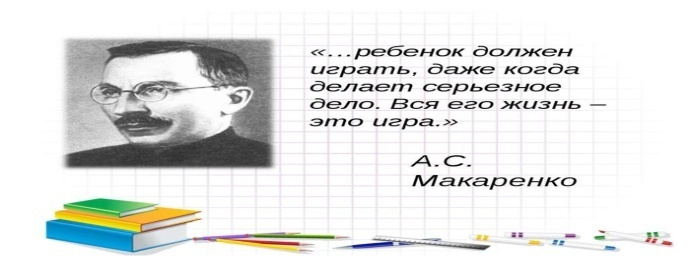 «…ребенок должен
играть, даже когда
делает серьезное
дело. Вся его жизнь –
это игра.»
А.С.
Макаренко